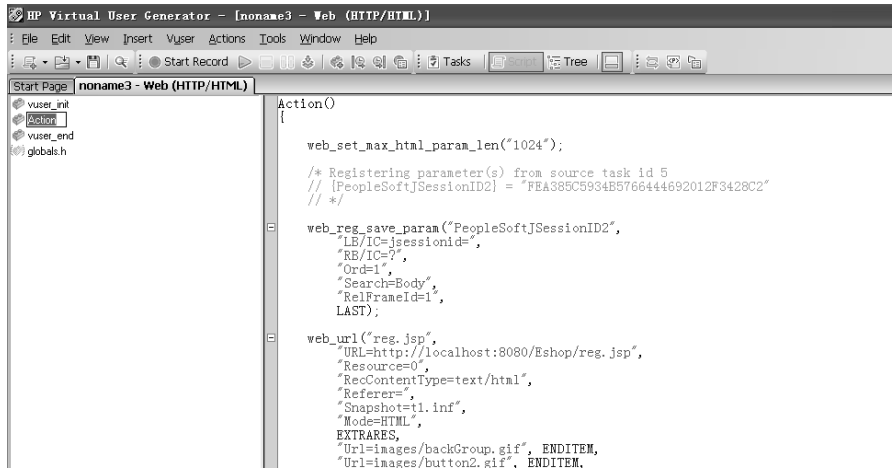 HP Virtual User Generator - [noname3 - Web (HTTP/HTML)]
File Edit View Insert Vuser Actions Tools Window Help
Start Record Tasks Script Tree
Start Page noname3 - Web (HTTP/HTML)
vuser_init
Action
vuser_end
globals.h
Action()
{
web_set_max_html_param_len("1024");
/* Registering parameter(s) from source task id 5
// {PeopleSoftJSessionID2} = "FEA385C5934B5766444692012F3428C2"
// */
web_reg_save_param("PeopleSoftJSessionID2",
"LB/IC=jsessionid=",
"RB/IC=?",
"Ord=1",
"Search=Body",
"RelFrameId=1",
LAST);
web_url("reg.jsp",
"URL=http://localhost:8080/Eshop/reg.jsp",
"Resource=0",
"RecContentType=text/html",
"Referer=",
"Snapshot=t1.inf",
"Mode=HTML",
EXTRARES,
"Url=images/backGroup.gif", ENDITEM,
"Url=images/button2.gif", ENDITEM,